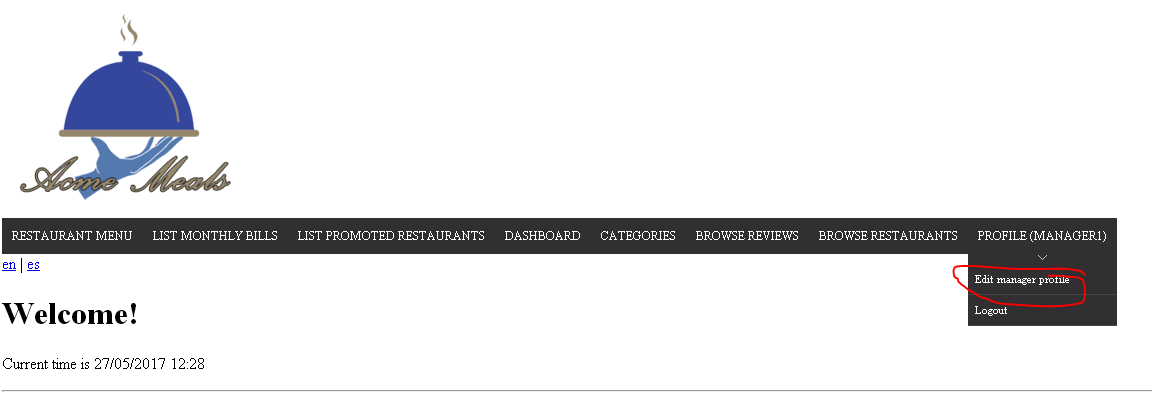 Acme Meals
RESTAURANT MENU LIST MONTHLY BILLS LIST PROMOTED RESTAURANTS DASHBOARD CATEGORIES BROWSE REVIEWS BROWSE RESTAURANTS PROFILE (MANAGER1)
en | es
Edit manager profile
Logout
Welcome!
Current time is 27/05/2017 12:28